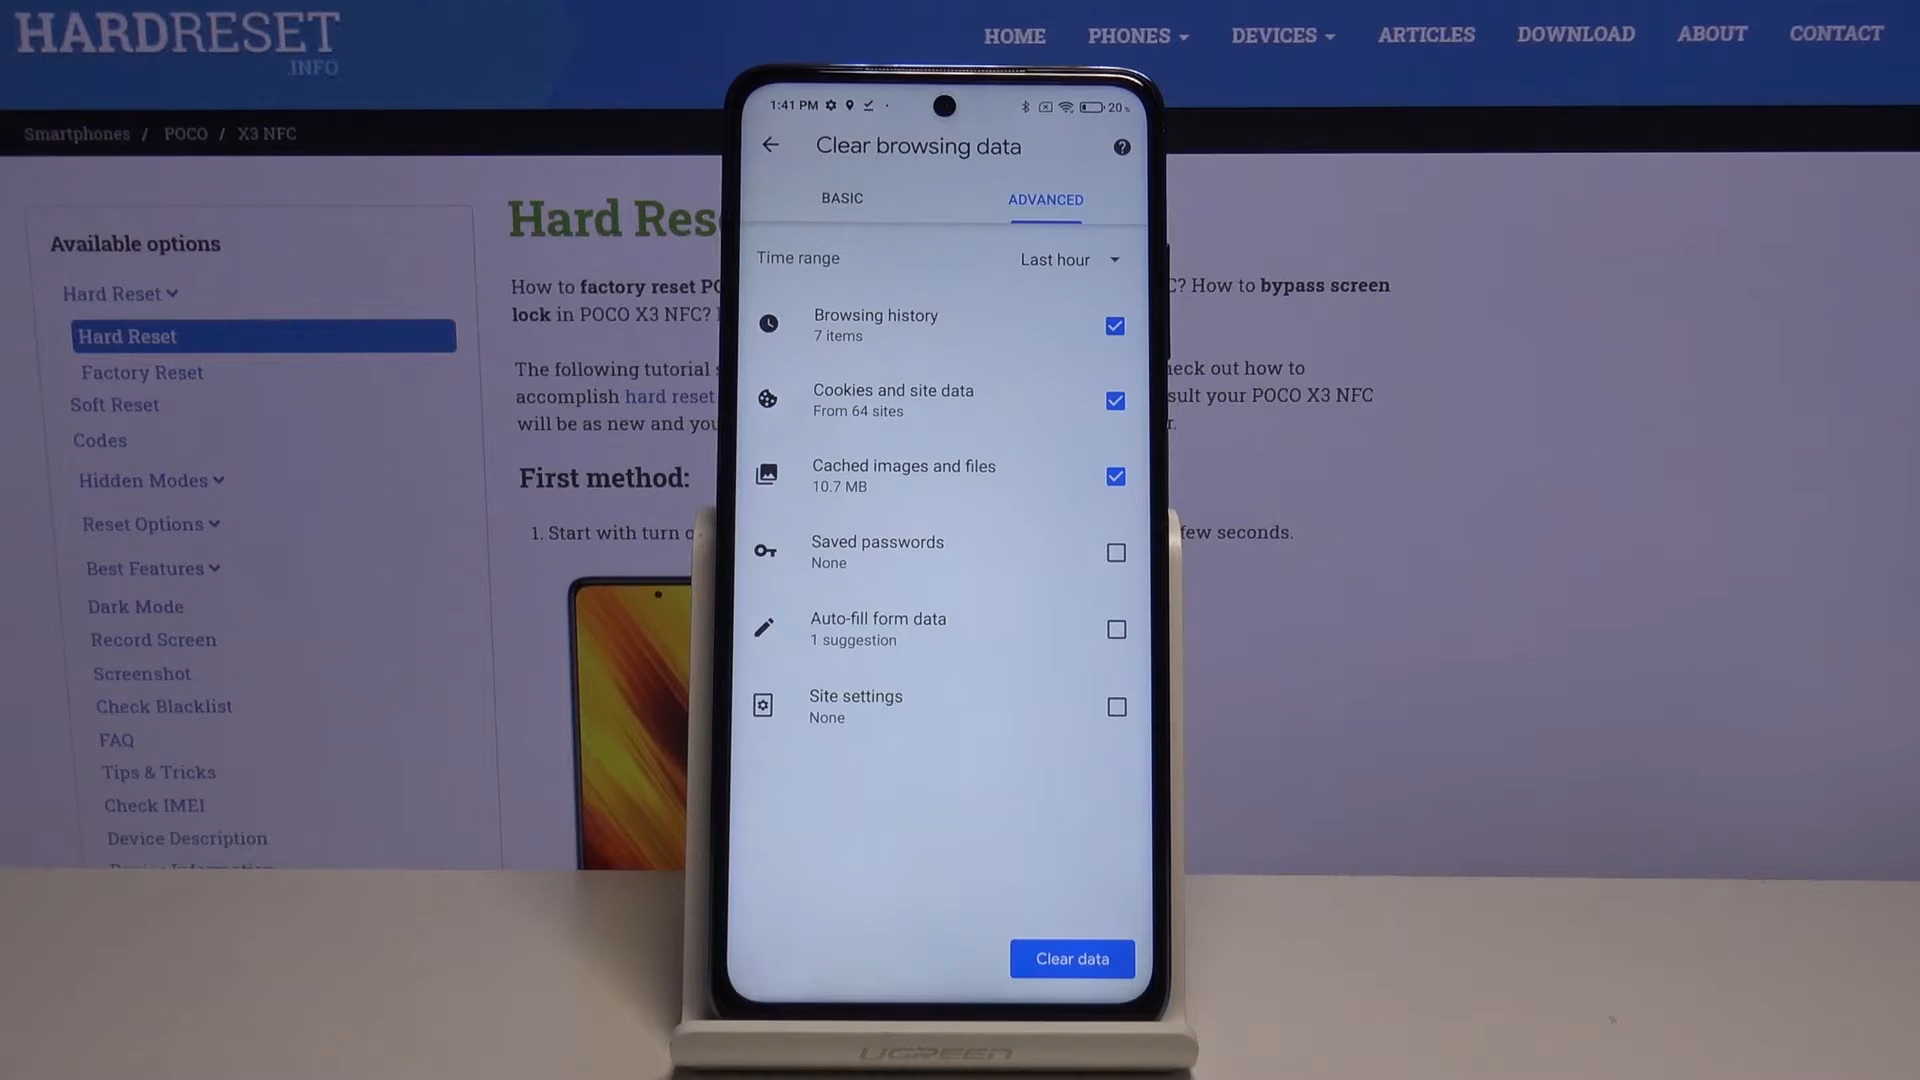 HARDRESET
.INFO
HOME PHONES DEVICES ARTICLES DOWNLOAD ABOUT CONTACT
Smartphones / POCO / X3 NFC
Available options
Hard Reset
Hard Reset
Factory Reset
Soft Reset
Codes
Hidden Modes
Reset Options
Best Features
Dark Mode
Record Screen
Screenshot
Check Blacklist
FAQ
Tips & Tricks
Check IMEI
Device Description
Hard Res
How to factory reset PO
C? How to bypass screen
lock in POCO X3 NFC?
The following tutorial
heck out how to
accomplish hard reset
sult your POCO X3 NFC
will be as new and you
r.
First method:
1. Start with turn o
few seconds.
1:41 PM
20%
Clear browsing data
BASIC ADVANCED
Time range Last hour
Browsing history
7 items
Cookies and site data
From 64 sites
Cached images and files
10.7 MB
Saved passwords
None
Auto-fill form data
1 suggestion
Site settings
None
Clear data
UGREEN